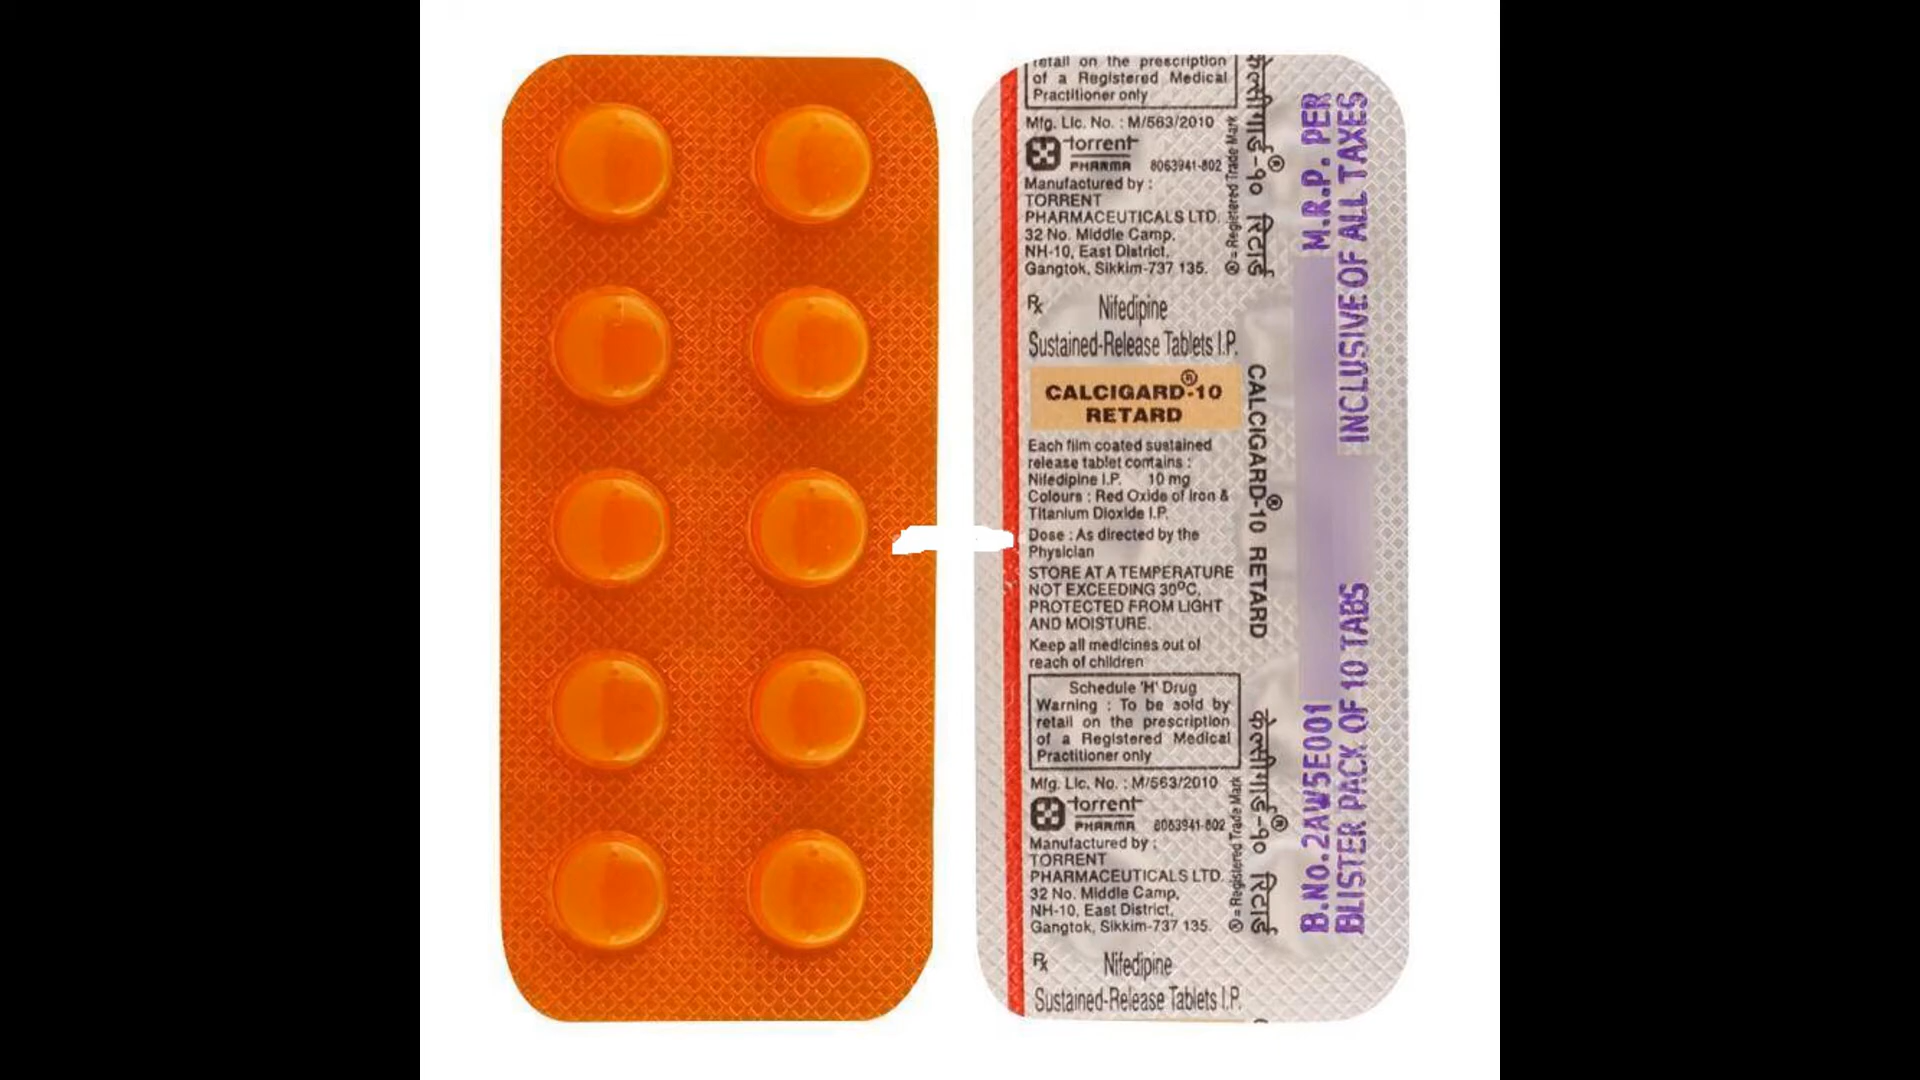 retail on the prescription
of a Registered Medical
Practitioner only
Mfg. Lic. No. : M/563/2010
torrent
PHARMA 8063941-802
Manufactured by :
TORRENT
PHARMACEUTICALS LTD.
32 No. Middle Camp,
NH-10, East District,
Gangtok, Sikkim-737 135.
® = Registered Trade Mark
Rx Nifedipine
Sustained-Release Tablets I.P.
CALCIGARD®-10
RETARD
Each film coated sustained
release tablet contains :
Nifedipine I.P. 10 mg
Colours : Red Oxide of Iron &
Titanium Dioxide I.P.
Dose : As directed by the
Physician
STORE AT A TEMPERATURE
NOT EXCEEDING 30ºC,
PROTECTED FROM LIGHT
AND MOISTURE.
Keep all medicines out of
reach of children
Schedule 'H' Drug
Warning : To be sold by
retail on the prescription
of a Registered Medical
Practitioner only
Mfg. Lic. No. : M/563/2010
torrent
PHARMA 8063941-802
Manufactured by :
TORRENT
PHARMACEUTICALS LTD.
32 No. Middle Camp,
NH-10, East District,
Gangtok, Sikkim-737 135.
® = Registered Trade Mark
Rx Nifedipine
Sustained-Release Tablets I.P.
कल्सीगार्ड-१०® रिटार्ड
CALCIGARD®-10 RETARD
केल्सीगार्ड-१०® रिटार्ड
B.No.2AW5E001 M.R.P. PER
BLISTER PACK OF 10 TABS INCLUSIVE OF ALL TAXES